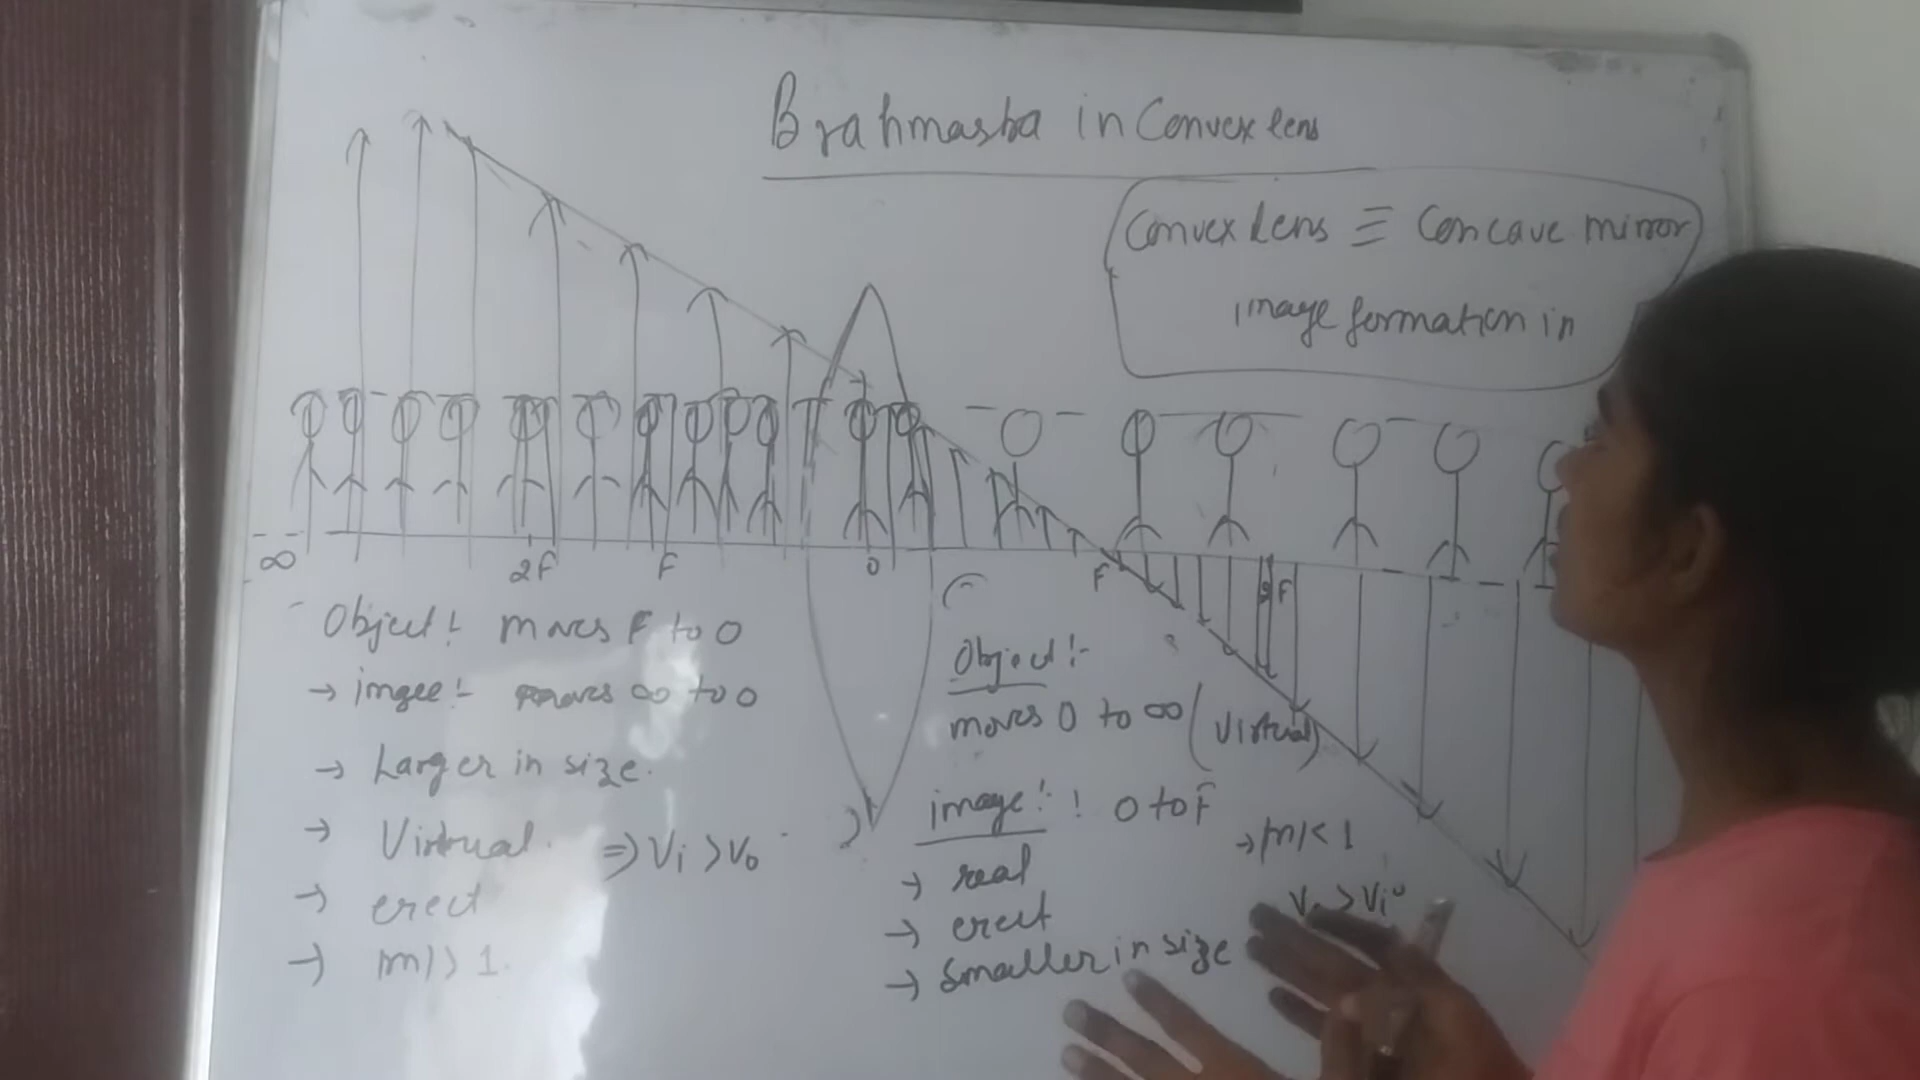 Brahmastra in Convex lens
Convex Lens ≡ Concave mirror
image formation in
∞
2F
F
0
F
2F
Object :- moves F to 0
→ imgee :- moves ∞ to 0
→ Larger in size.
→ Virtual. ⇒ Vi > Vo
→ erect
→ |m| > 1.
Object :-
moves 0 to ∞ (Virtual)
image :- : 0 to F
→ real
→ erect
→ Smaller in size
→ |m| < 1